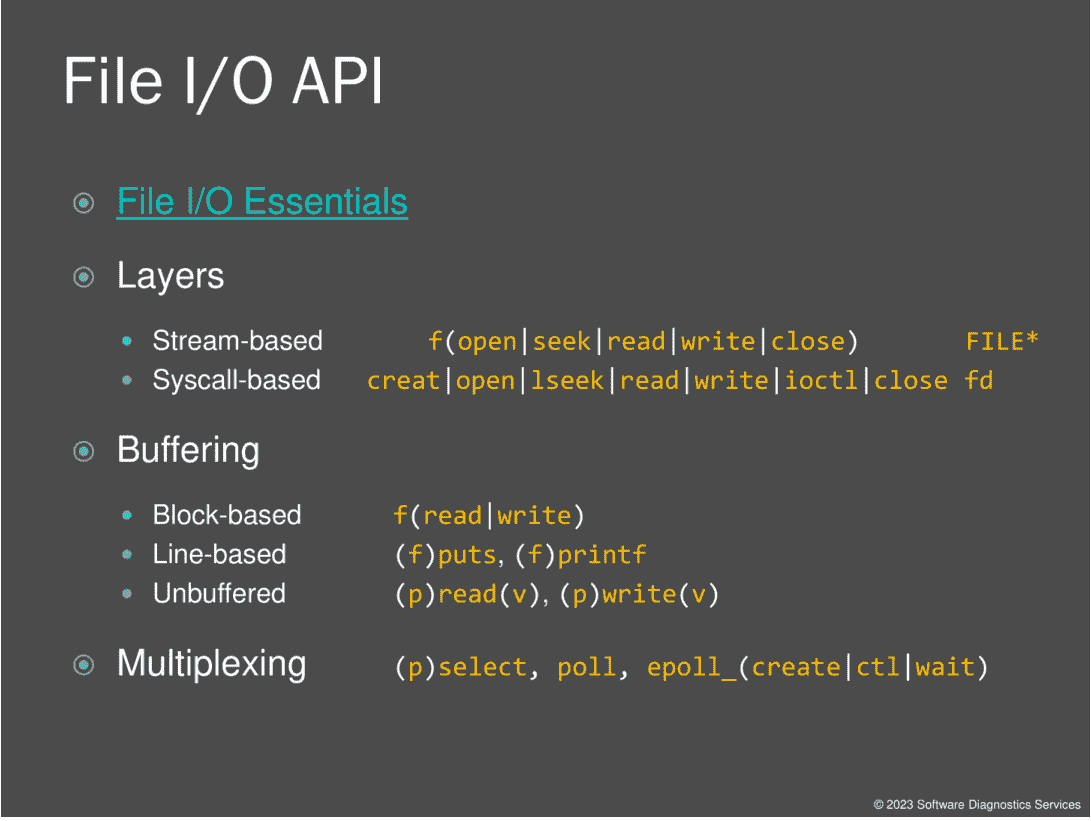 File I/O API
File I/O Essentials
Layers
Stream-based f(open|seek|read|write|close) FILE*
Syscall-based creat|open|lseek|read|write|ioctl|close fd
Buffering
Block-based f(read|write)
Line-based (f)puts, (f)printf
Unbuffered (p)read(v), (p)write(v)
Multiplexing (p)select, poll, epoll_(create|ctl|wait)
© 2023 Software Diagnostics Services